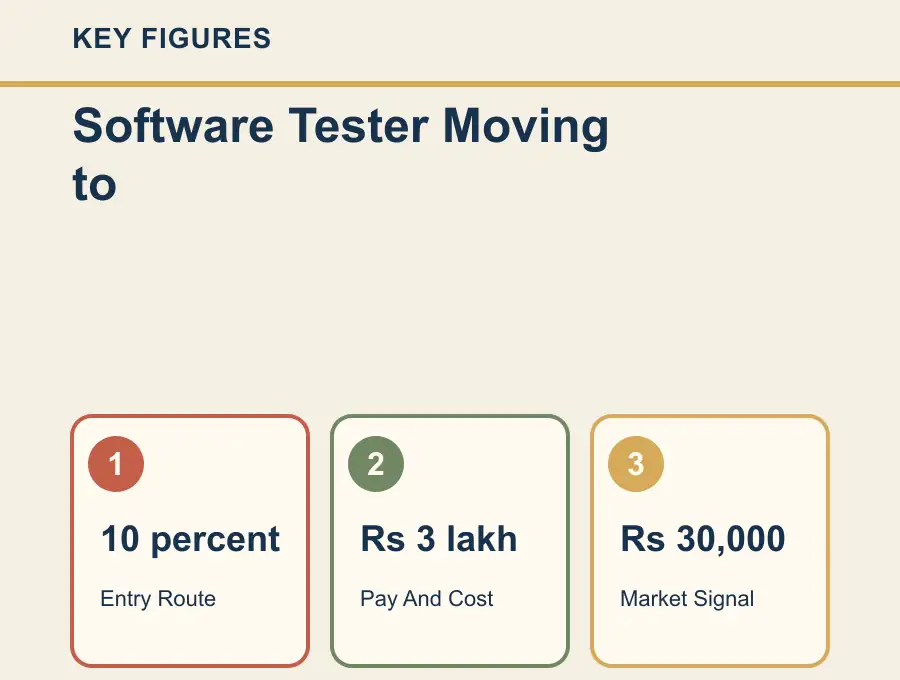 KEY FIGURES
Software Tester Moving
to
1
10 percent
Entry Route
2
Rs 3 lakh
Pay And Cost
3
Rs 30,000
Market Signal